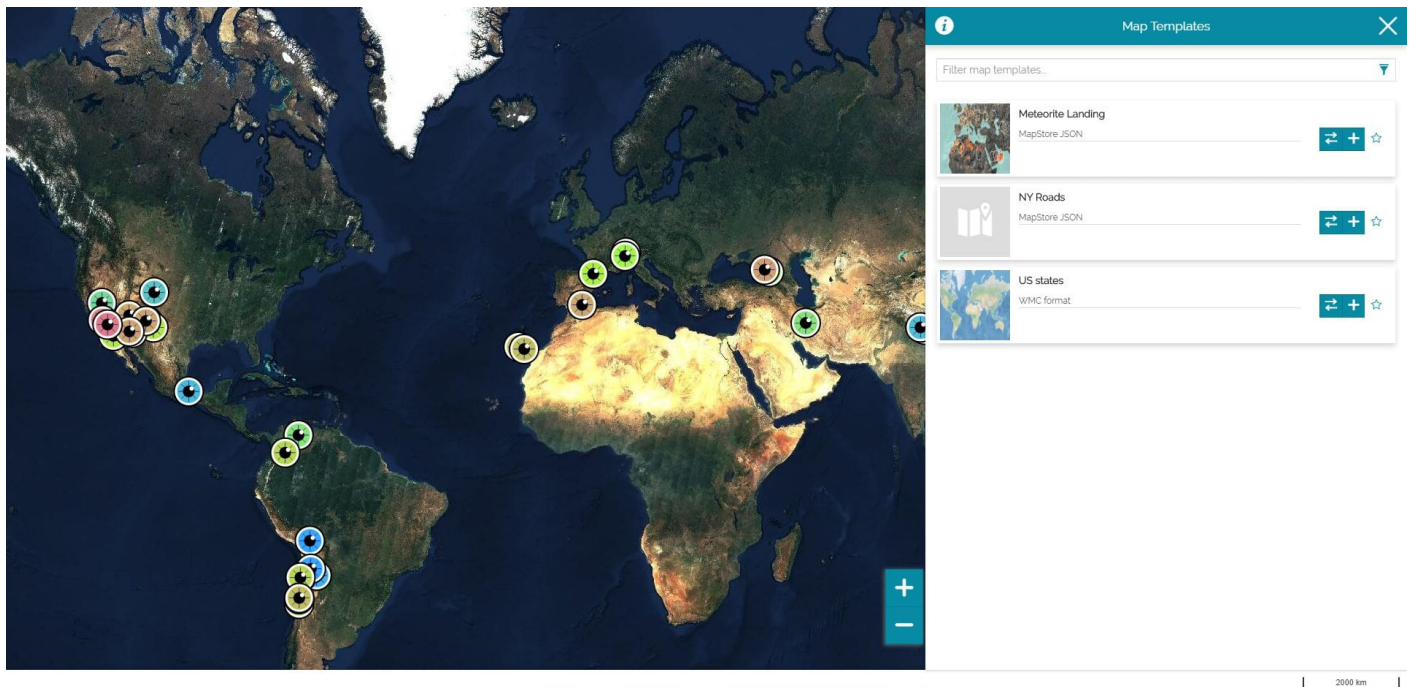 Map Templates
Filter map templates...
Meteorite Landing
MapStore JSON
NY Roads
MapStore JSON
US states
WMC format
2000 km